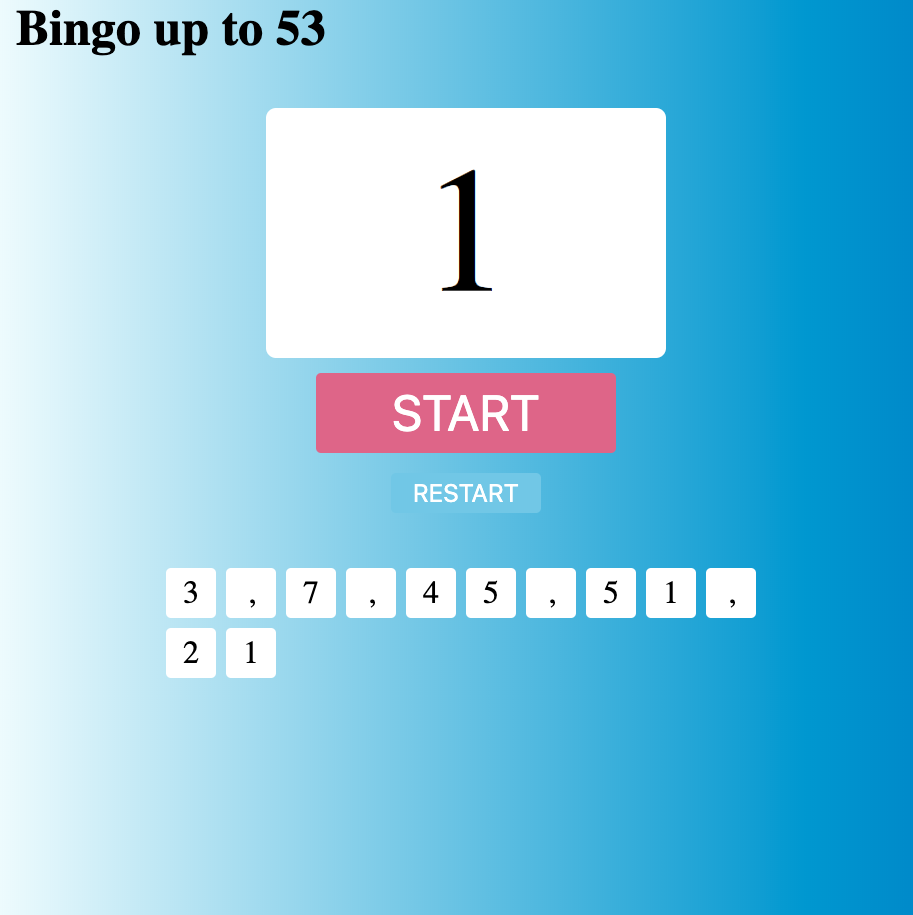 Bingo up to 53
1
START
RESTART
3 , 7 , 4 5 , 5 1 ,
2 1